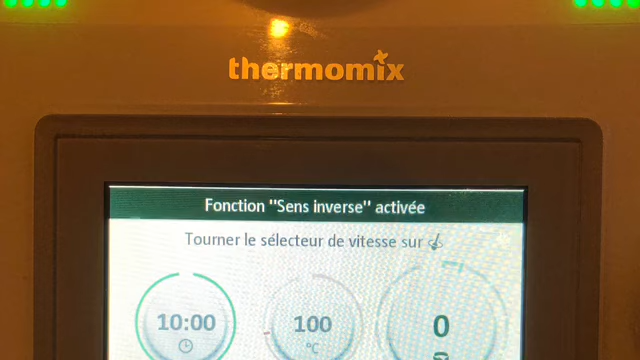 thermomix
Fonction "Sens inverse" activée
Tourner le sélecteur de vitesse sur
10:00
100
°C
0